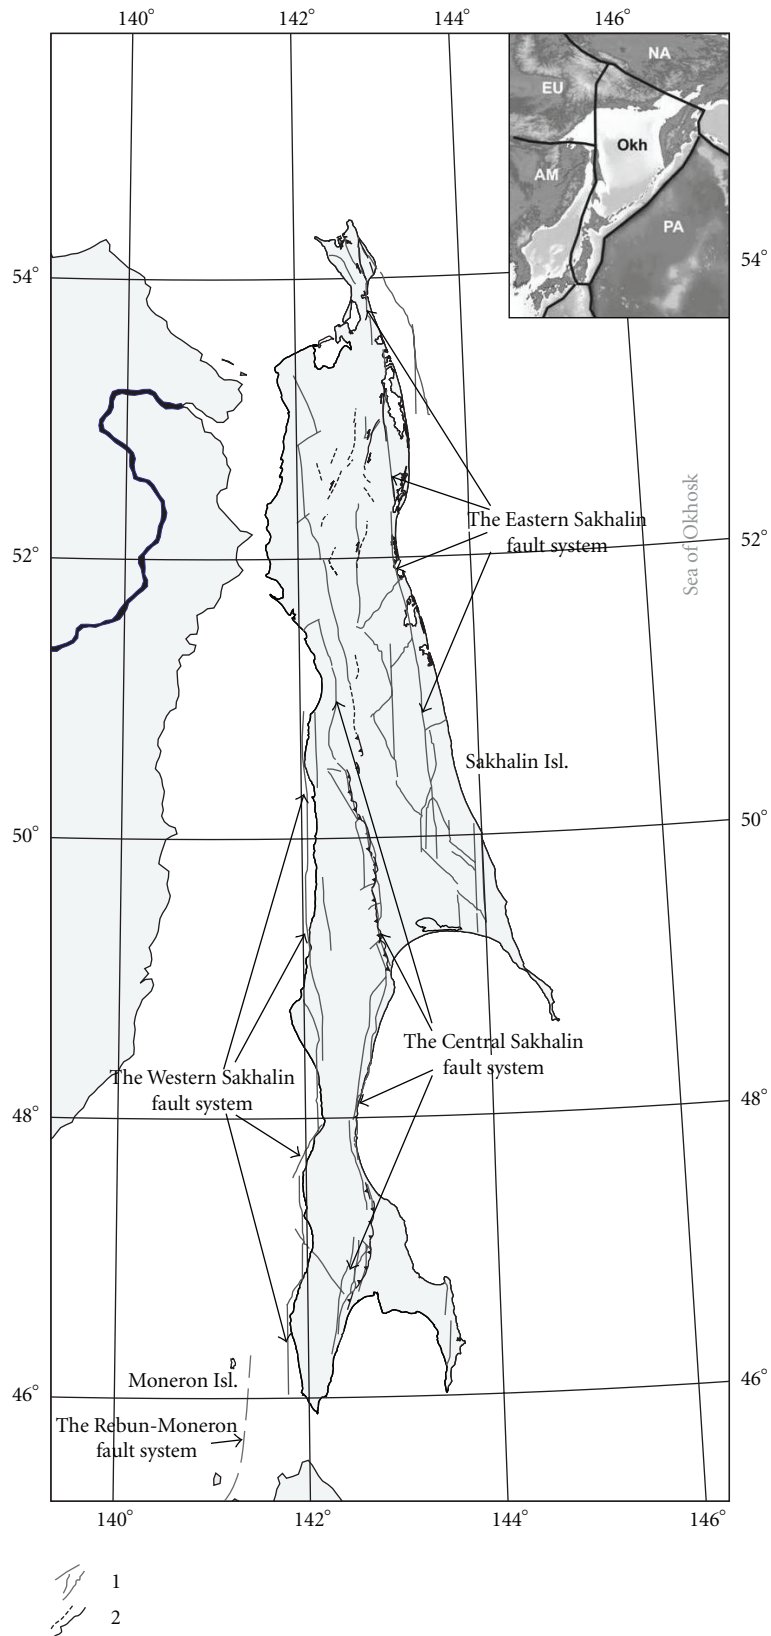 140°
142°
144°
146°
NA
EU
Okh
AM
PA
54°
54°
The Eastern Sakhalin
fault system
Sea of Okhosk
52°
52°
Sakhalin Isl.
50°
50°
The Central Sakhalin
fault system
The Western Sakhalin
fault system
48°
48°
Moneron Isl.
46°
46°
The Rebun-Moneron
fault system
140°
142°
144°
146°
1
2